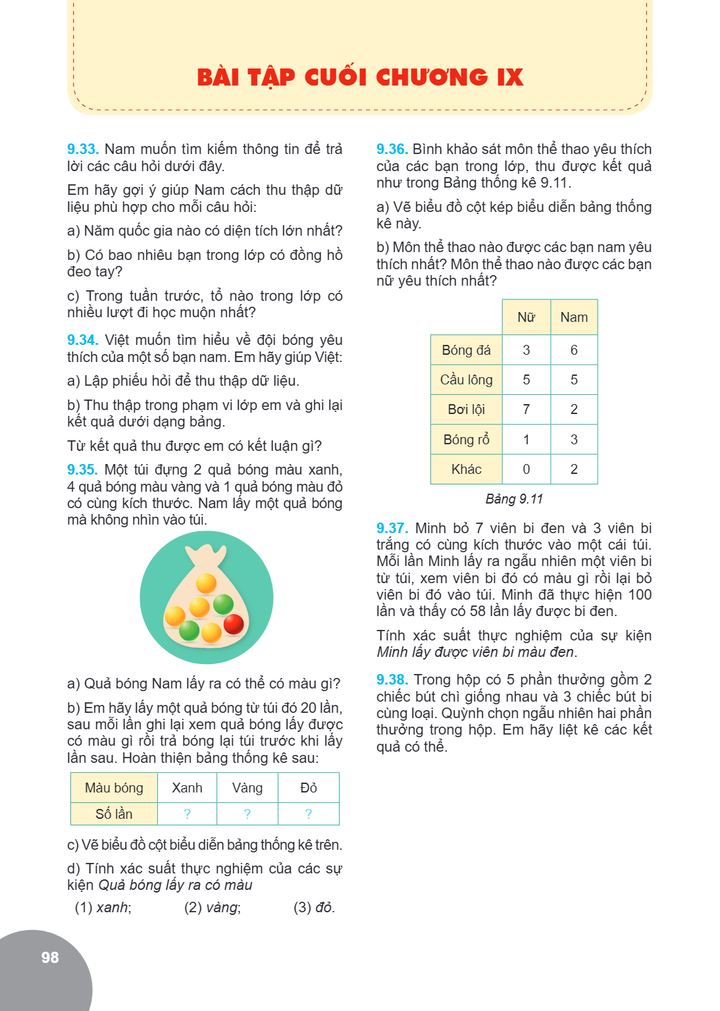 BÀI TẬP CUỐI CHƯƠNG IX
9.33. Nam muốn tìm kiếm thông tin để trả
lời các câu hỏi dưới đây.
Em hãy gợi ý giúp Nam cách thu thập dữ
liệu phù hợp cho mỗi câu hỏi:
a) Năm quốc gia nào có diện tích lớn nhất?
b) Có bao nhiêu bạn trong lớp có đồng hồ
đeo tay?
c) Trong tuần trước, tổ nào trong lớp có
nhiều lượt đi học muộn nhất?
9.34. Việt muốn tìm hiểu về đội bóng yêu
thích của một số bạn nam. Em hãy giúp Việt:
a) Lập phiếu hỏi để thu thập dữ liệu.
b) Thu thập trong phạm vi lớp em và ghi lại
kết quả dưới dạng bảng.
Từ kết quả thu được em có kết luận gì?
9.35. Một túi đựng 2 quả bóng màu xanh,
4 quả bóng màu vàng và 1 quả bóng màu đỏ
có cùng kích thước. Nam lấy một quả bóng
mà không nhìn vào túi.
a) Quả bóng Nam lấy ra có thể có màu gì?
b) Em hãy lấy một quả bóng từ túi đó 20 lần,
sau mỗi lần ghi lại xem quả bóng lấy được
có màu gì rồi trả bóng lại túi trước khi lấy
lần sau. Hoàn thiện bảng thống kê sau:
Màu bóng Xanh Vàng Đỏ
Số lần ? ? ?
c) Vẽ biểu đồ cột biểu diễn bảng thống kê trên.
d) Tính xác suất thực nghiệm của các sự
kiện Quả bóng lấy ra có màu
(1) xanh; (2) vàng; (3) đỏ.
9.36. Bình khảo sát môn thể thao yêu thích
của các bạn trong lớp, thu được kết quả
như trong Bảng thống kê 9.11.
a) Vẽ biểu đồ cột kép biểu diễn bảng thống
kê này.
b) Môn thể thao nào được các bạn nam yêu
thích nhất? Môn thể thao nào được các bạn
nữ yêu thích nhất?
Nữ Nam
Bóng đá 3 6
Cầu lông 5 5
Bơi lội 7 2
Bóng rổ 1 3
Khác 0 2
Bảng 9.11
9.37. Minh bỏ 7 viên bi đen và 3 viên bi
trắng có cùng kích thước vào một cái túi.
Mỗi lần Minh lấy ra ngẫu nhiên một viên bi
từ túi, xem viên bi đó có màu gì rồi lại bỏ
viên bi đó vào túi. Minh đã thực hiện 100
lần và thấy có 58 lần lấy được bi đen.
Tính xác suất thực nghiệm của sự kiện
Minh lấy được viên bi màu đen.
9.38. Trong hộp có 5 phần thưởng gồm 2
chiếc bút chì giống nhau và 3 chiếc bút bi
cùng loại. Quỳnh chọn ngẫu nhiên hai phần
thưởng trong hộp. Em hãy liệt kê các kết
quả có thể.
98